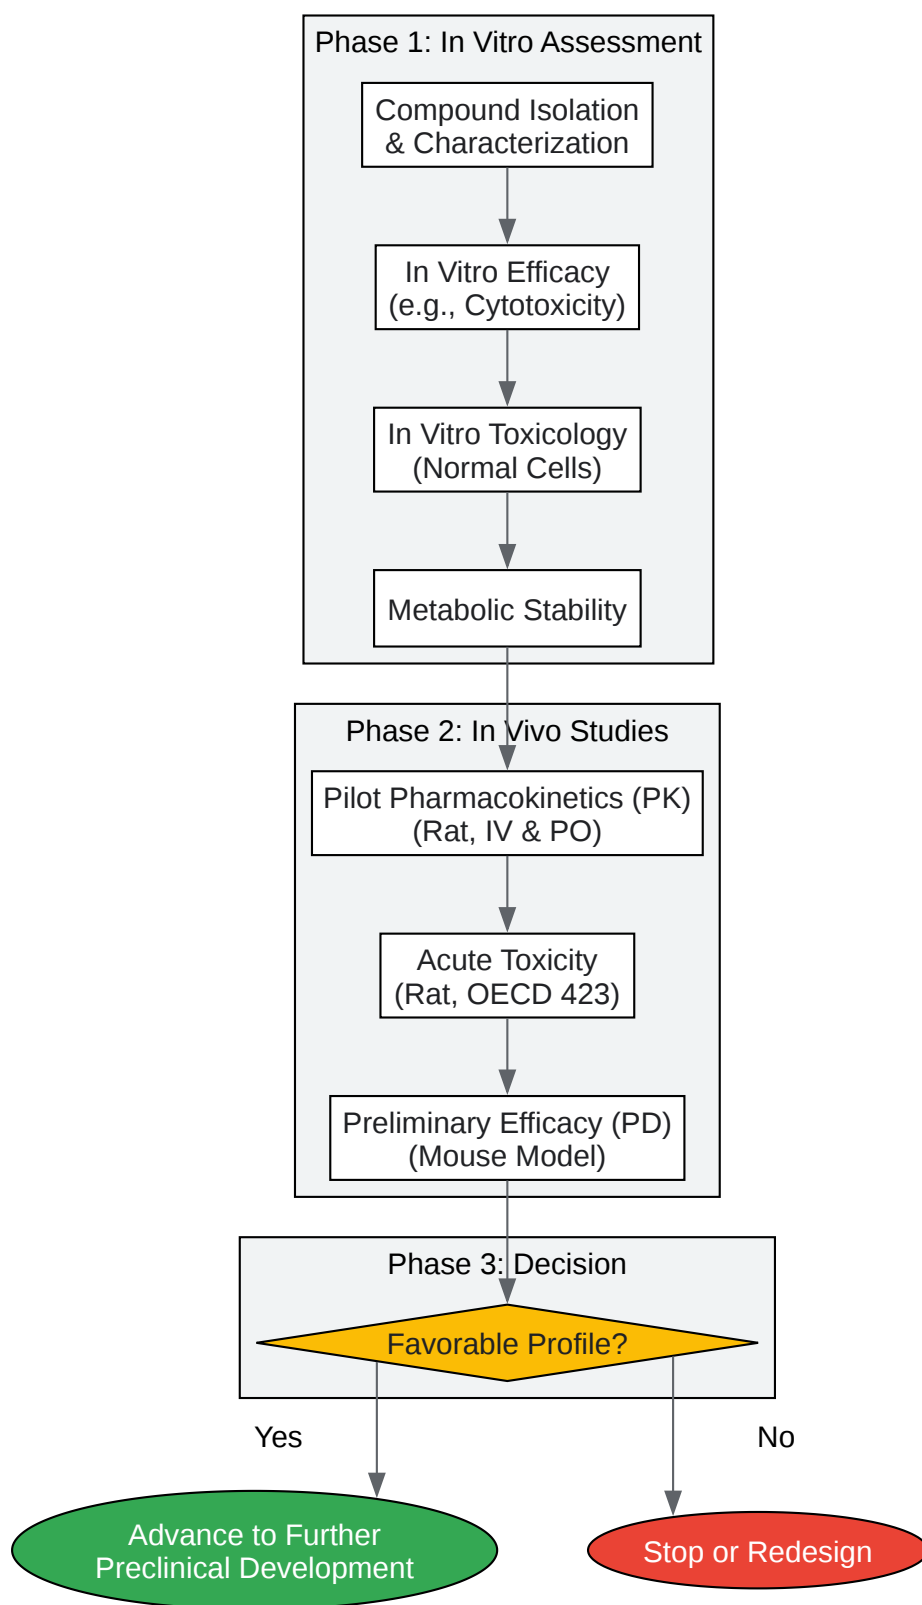 Phase 1: In Vitro Assessment
Compound Isolation
& Characterization
In Vitro Efficacy
(e.g., Cytotoxicity)
In Vitro Toxicology
(Normal Cells)
Metabolic Stability
Phase 2: In Vivo Studies
Pilot Pharmacokinetics (PK)
(Rat, IV & PO)
Acute Toxicity
(Rat, OECD 423)
Preliminary Efficacy (PD)
(Mouse Model)
Phase 3: Decision
Favorable Profile?
Yes
No
Advance to Further
Preclinical Development
Stop or Redesign